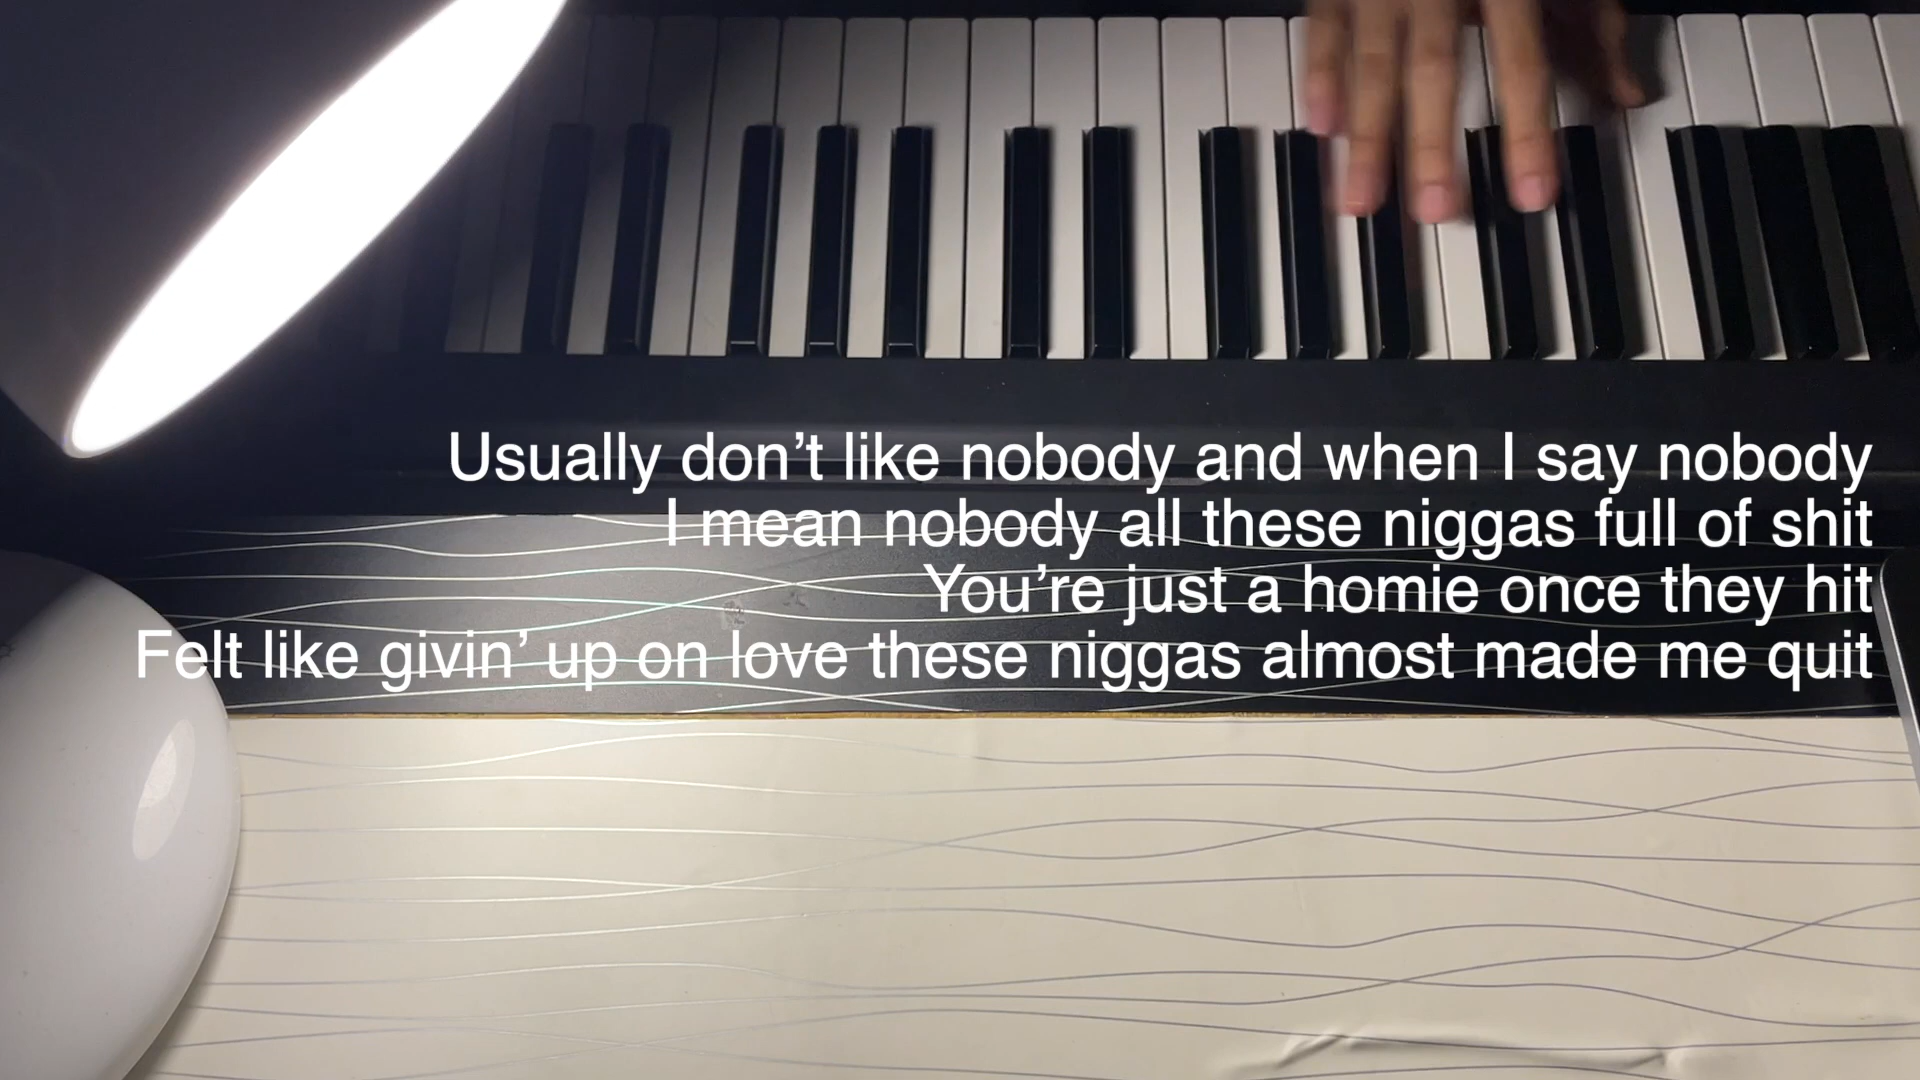 Usually don’t like nobody and when I say nobody
I mean nobody all these niggas full of shit
You’re just a homie once they hit
Felt like givin’ up on love these niggas almost made me quit